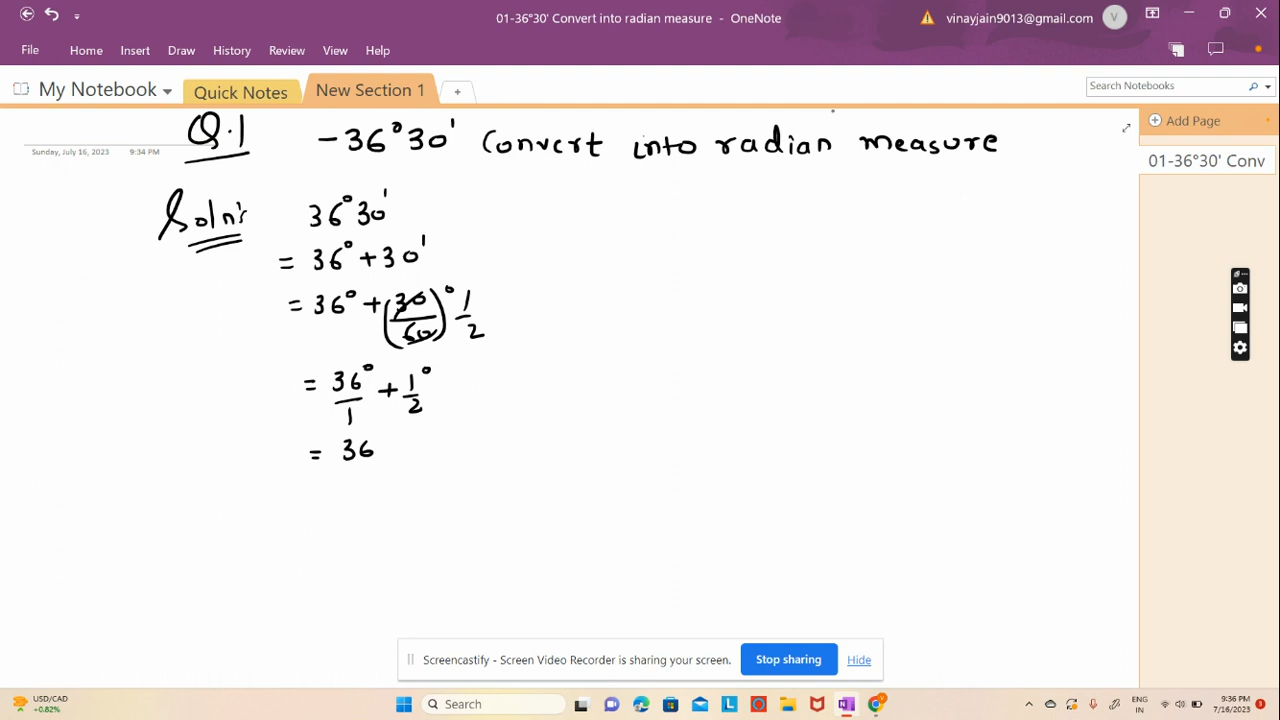 01-36°30' Convert into radian measure - OneNote
vinayjain9013@gmail.com
V
File Home Insert Draw History Review View Help
My Notebook
Quick Notes
New Section 1
+
Search Notebooks
Sunday, July 16, 2023 9:34 PM
Q.1 -36°30' Convert into radian measure
Add Page
01-36°30' Conv
Soln's 36°30'
= 36° + 30'
= 36° + (30/60)° 1/2
= 36°/1 + 1/2°
= 36
Screencastify - Screen Video Recorder is sharing your screen.
Stop sharing
Hide
USD/CAD
+0.82%
Search
ENG
IN
9:36 PM
7/16/2023